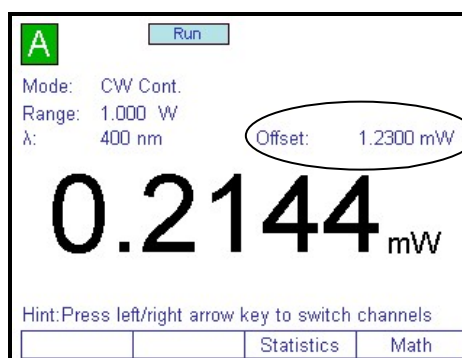 A
Run
Mode: CW Cont.
Range: 1.000 W
λ: 400 nm Offset: 1.2300 mW
0.2144 mW
Hint:Press left/right arrow key to switch channels
Statistics Math